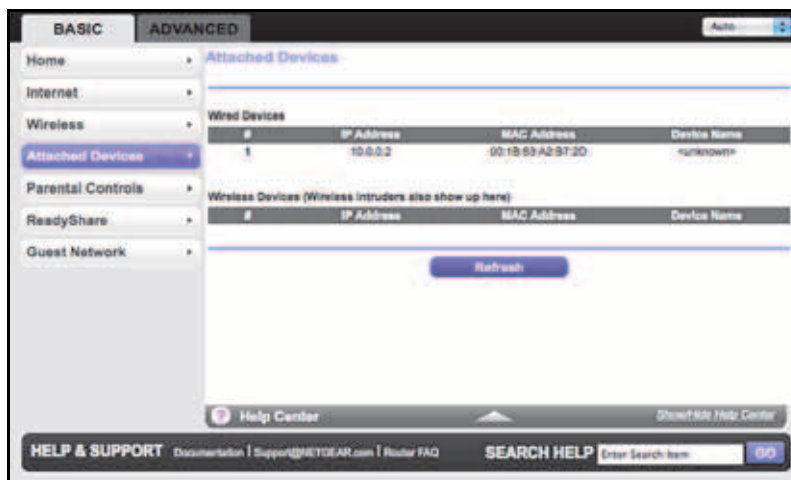 BASIC ADVANCED Auto
Home
Internet
Wireless
Attached Devices
Parental Controls
ReadyShare
Guest Network
Attached Devices
Wired Devices
# IP Address MAC Address Device Name
1 10.0.0.2 00:1B:63:A2:B7:2D <unknown>
Wireless Devices (Wireless intruders also show up here)
# IP Address MAC Address Device Name
Refresh
? Help Center Show/Hide Help Center
HELP & SUPPORT Documentation | Support@NETGEAR.com | Router FAQ SEARCH HELP Enter Search Item GO